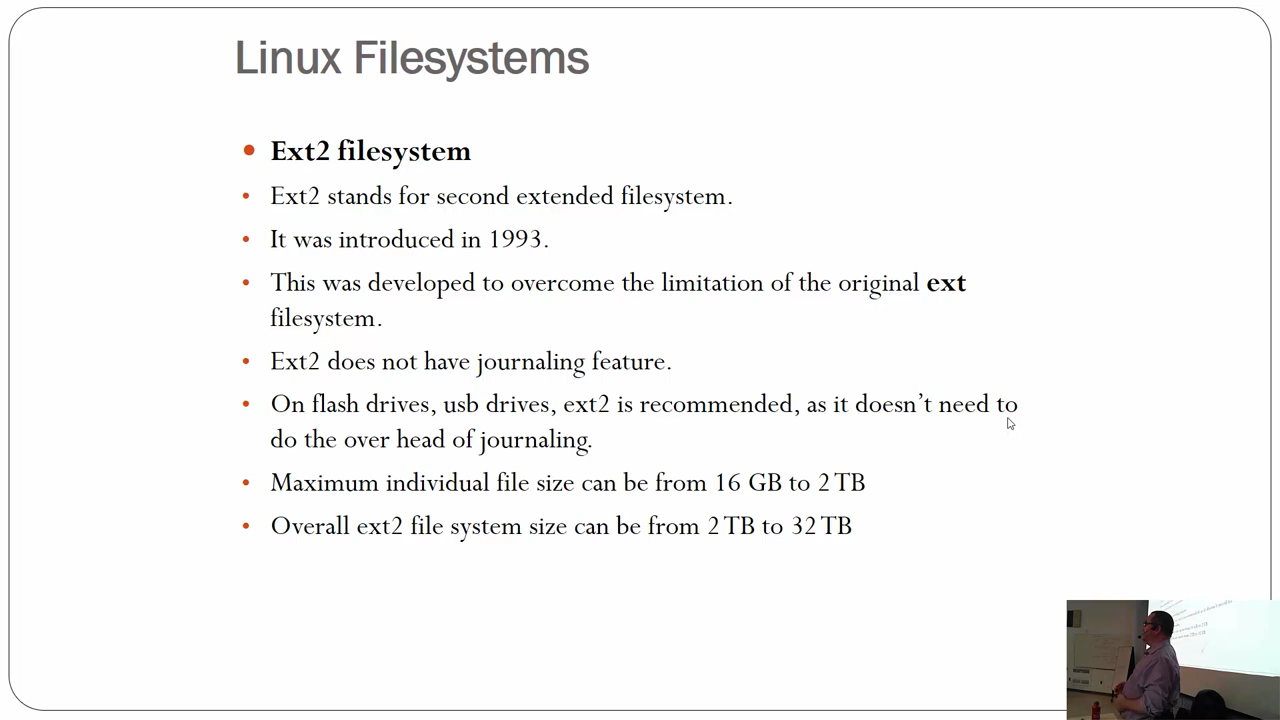 Linux Filesystems
Ext2 filesystem
Ext2 stands for second extended filesystem.
It was introduced in 1993.
This was developed to overcome the limitation of the original ext
filesystem.
Ext2 does not have journaling feature.
On flash drives, usb drives, ext2 is recommended, as it doesn't need to
do the over head of journaling.
Maximum individual file size can be from 16 GB to 2 TB
Overall ext2 file system size can be from 2 TB to 32 TB